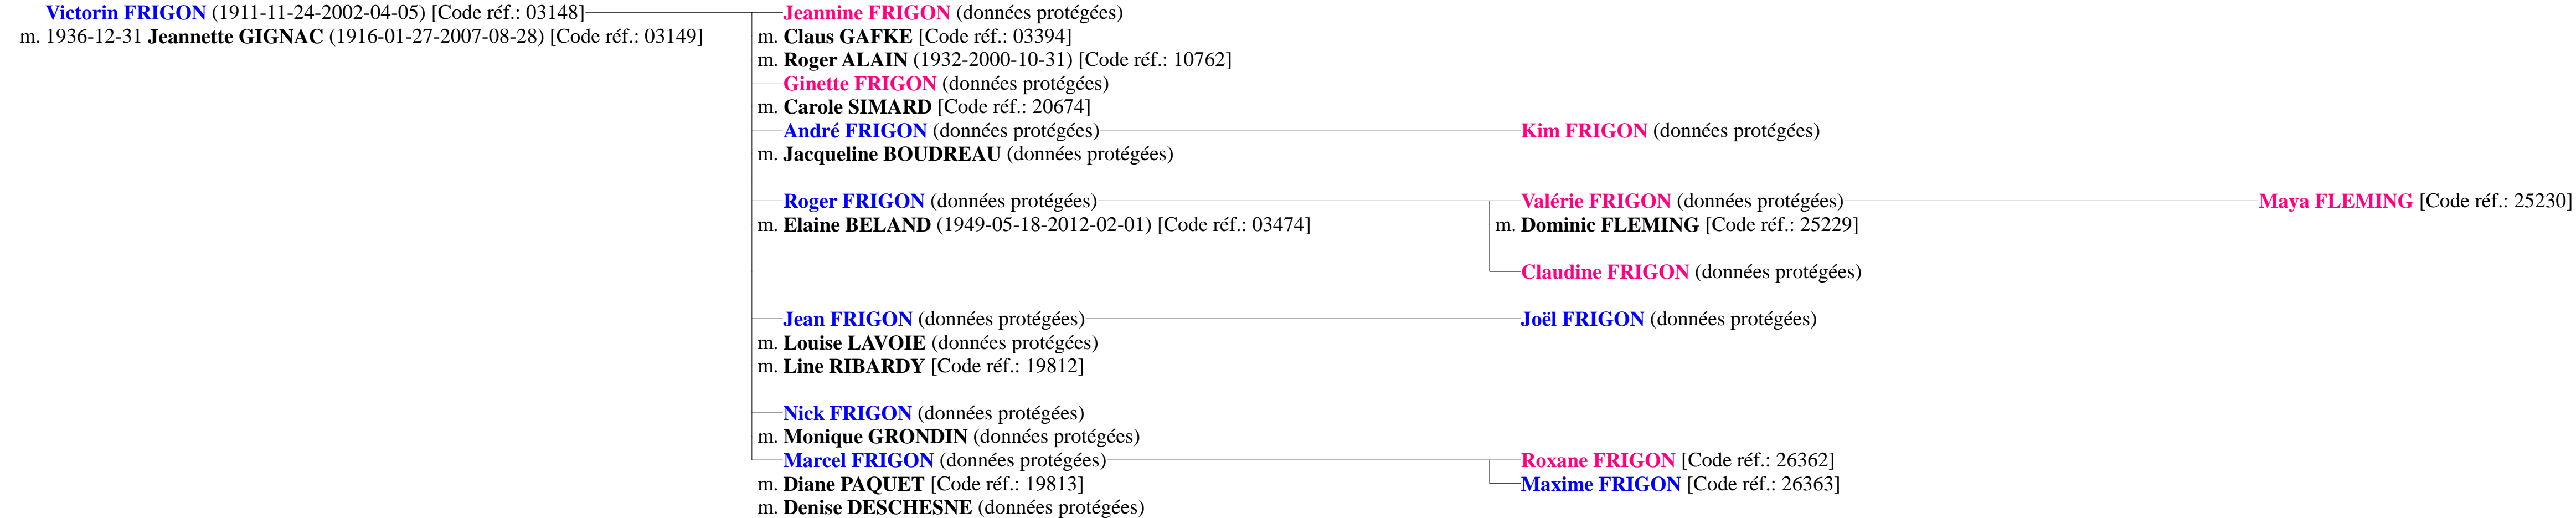 Victorin FRIGON (1911-11-24-2002-04-05) [Code réf.: 03148]
m. 1936-12-31 Jeannette GIGNAC (1916-01-27-2007-08-28) [Code réf.: 03149]
Jeannine FRIGON (données protégées)
m. Claus GAFKE [Code réf.: 03394]
m. Roger ALAIN (1932-2000-10-31) [Code réf.: 10762]
Ginette FRIGON (données protégées)
m. Carole SIMARD [Code réf.: 20674]
André FRIGON (données protégées)
m. Jacqueline BOUDREAU (données protégées)
Roger FRIGON (données protégées)
m. Elaine BELAND (1949-05-18-2012-02-01) [Code réf.: 03474]
Jean FRIGON (données protégées)
m. Louise LAVOIE (données protégées)
m. Line RIBARDY [Code réf.: 19812]
Nick FRIGON (données protégées)
m. Monique GRONDIN (données protégées)
Marcel FRIGON (données protégées)
m. Diane PAQUET [Code réf.: 19813]
m. Denise DESCHESNE (données protégées)
Kim FRIGON (données protégées)
Valérie FRIGON (données protégées)
m. Dominic FLEMING [Code réf.: 25229]
Claudine FRIGON (données protégées)
Joël FRIGON (données protégées)
Roxane FRIGON [Code réf.: 26362]
Maxime FRIGON [Code réf.: 26363]
Maya FLEMING [Code réf.: 25230]